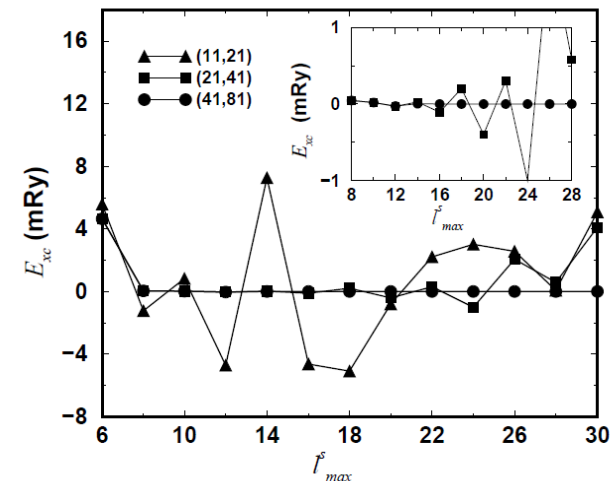 16
12
8
4
0
−4
−8
E_xc (mRy)
(11,21)
(21,41)
(41,81)
1
0
−1
E_xc (mRy)
8 12 16 20 24 28
l^s_max
6 10 14 18 22 26 30
l^s_max